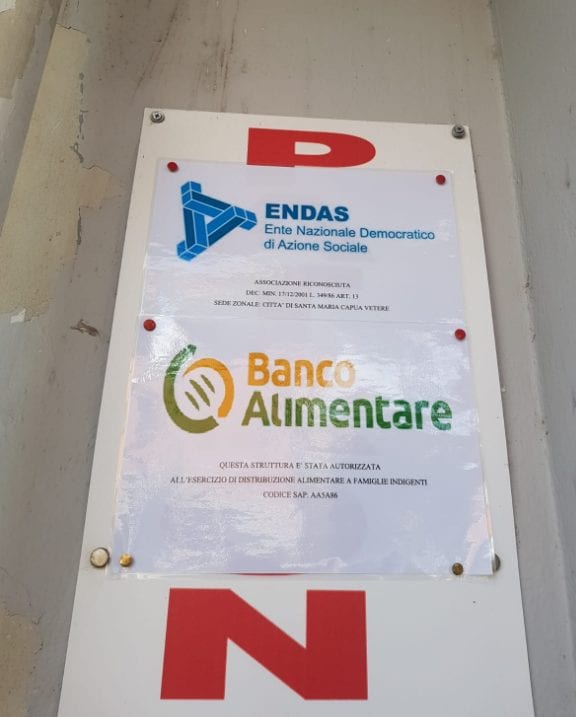 P
ENDAS
Ente Nazionale Democratico
di Azione Sociale
ASSOCIAZIONE RICONOSCIUTA
DEC. MIN. 17/12/2001 L. 349/86 ART. 13
SEDE ZONALE: CITTA' DI SANTA MARIA CAPUA VETERE
Banco
Alimentare
QUESTA STRUTTURA E' STATA AUTORIZZATA
ALL'ESERCIZIO DI DISTRIBUZIONE ALIMENTARE A FAMIGLIE INDIGENTI
CODICE SAP: AA5A86
N